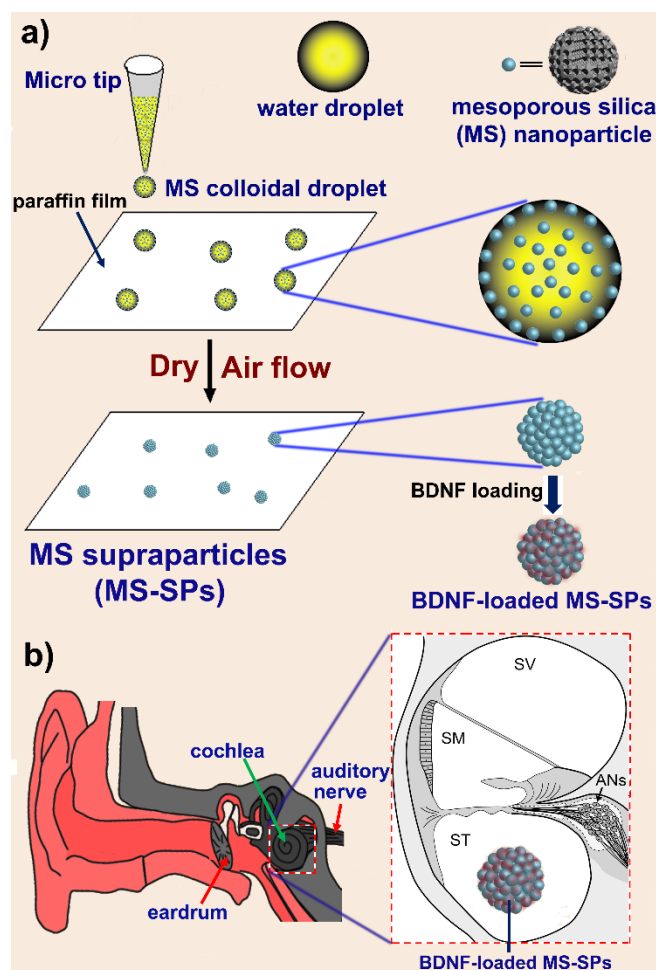 a)
Micro tip
water droplet
mesoporous silica
(MS) nanoparticle
MS colloidal droplet
paraffin film
Dry
Air flow
BDNF loading
MS supraparticles
(MS-SPs)
BDNF-loaded MS-SPs
b)
cochlea
auditory
nerve
eardrum
SV
SM
ANs
ST
BDNF-loaded MS-SPs